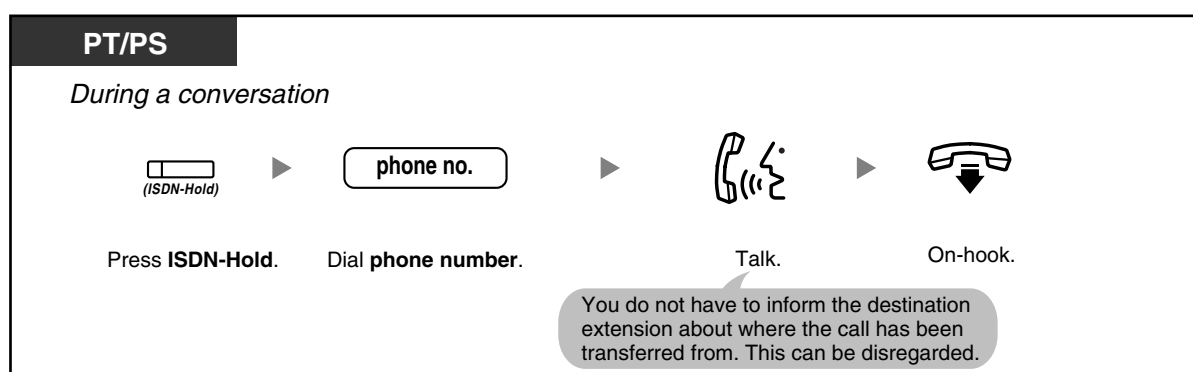 PT/PS
During a conversation
(ISDN-Hold)
phone no.
Press ISDN-Hold.
Dial phone number.
Talk.
On-hook.
You do not have to inform the destination
extension about where the call has been
transferred from. This can be disregarded.